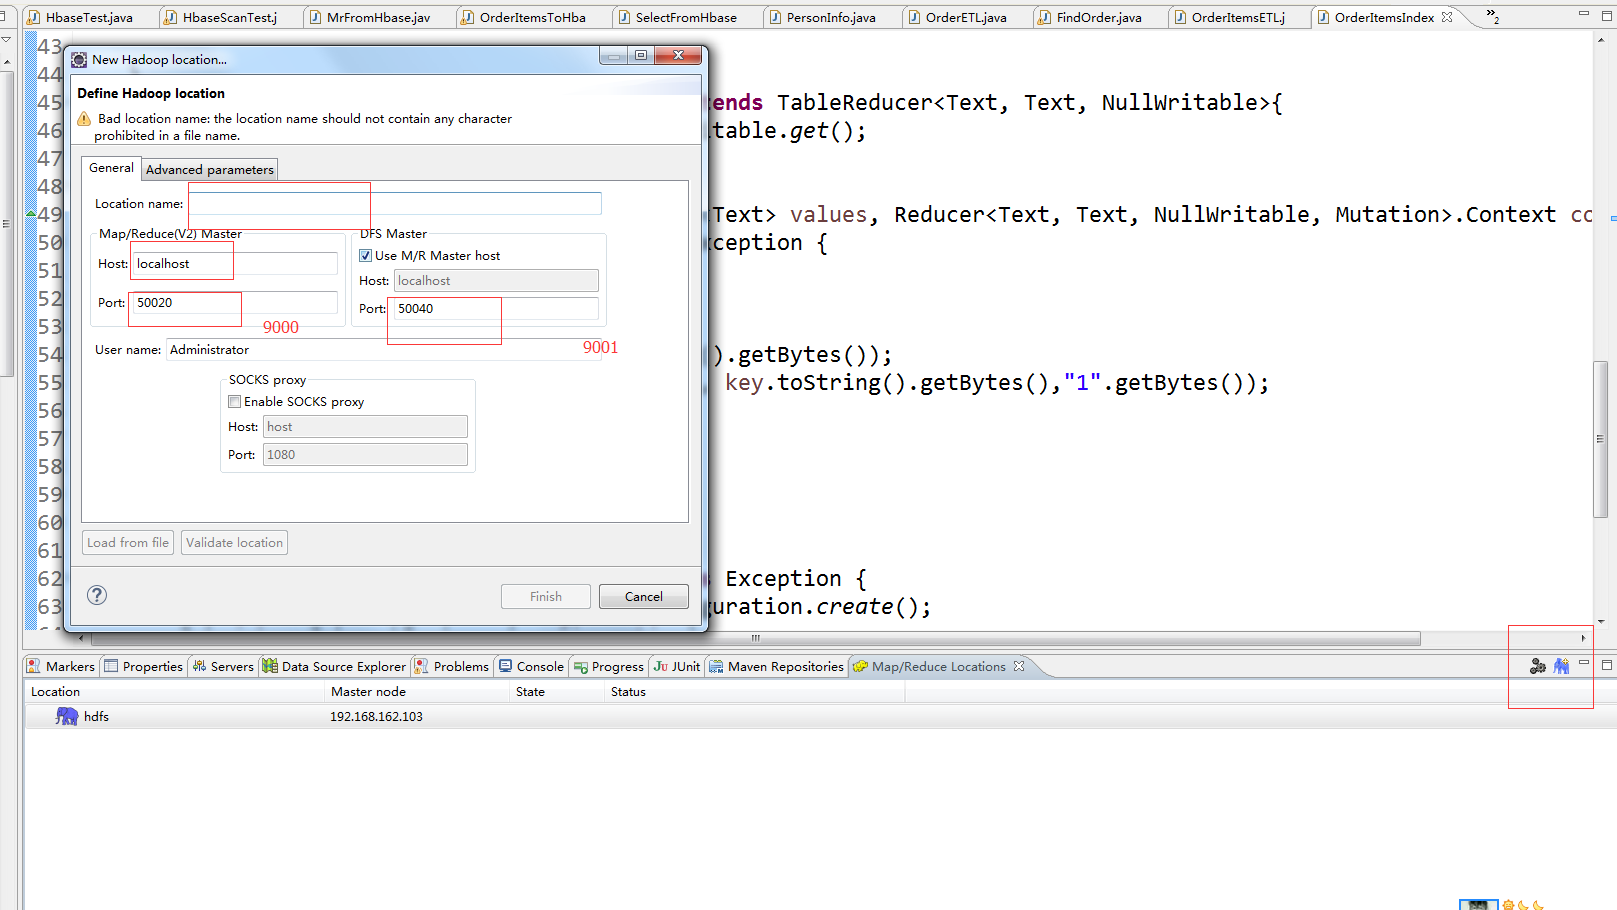 HbaseTest.java
HbaseScanTest.j
MrFromHbase.jav
OrderItemsToHba
SelectFromHbase
PersonInfo.java
OrderETL.java
FindOrder.java
OrderItemsETL.j
OrderItemsIndex
2
43
44
45
46
47
48
49
50
51
52
53
54
55
56
57
58
59
60
61
62
63
tends TableReducer<Text, Text, NullWritable>{
itable.get();
Text> values, Reducer<Text, Text, NullWritable, Mutation>.Context co
ception {
).getBytes());
key.toString().getBytes(),"1".getBytes());
Exception {
guration.create();
New Hadoop location...
Define Hadoop location
Bad location name: the location name should not contain any character
prohibited in a file name.
General
Advanced parameters
Location name:
Map/Reduce(V2) Master
Host: localhost
Port: 50020
9000
DFS Master
Use M/R Master host
Host: localhost
Port: 50040
9001
User name: Administrator
SOCKS proxy
Enable SOCKS proxy
Host: host
Port: 1080
Load from file
Validate location
?
Finish
Cancel
Markers
Properties
Servers
Data Source Explorer
Problems
Console
Progress
JUnit
Maven Repositories
Map/Reduce Locations
Location
Master node
State
Status
hdfs
192.168.162.103